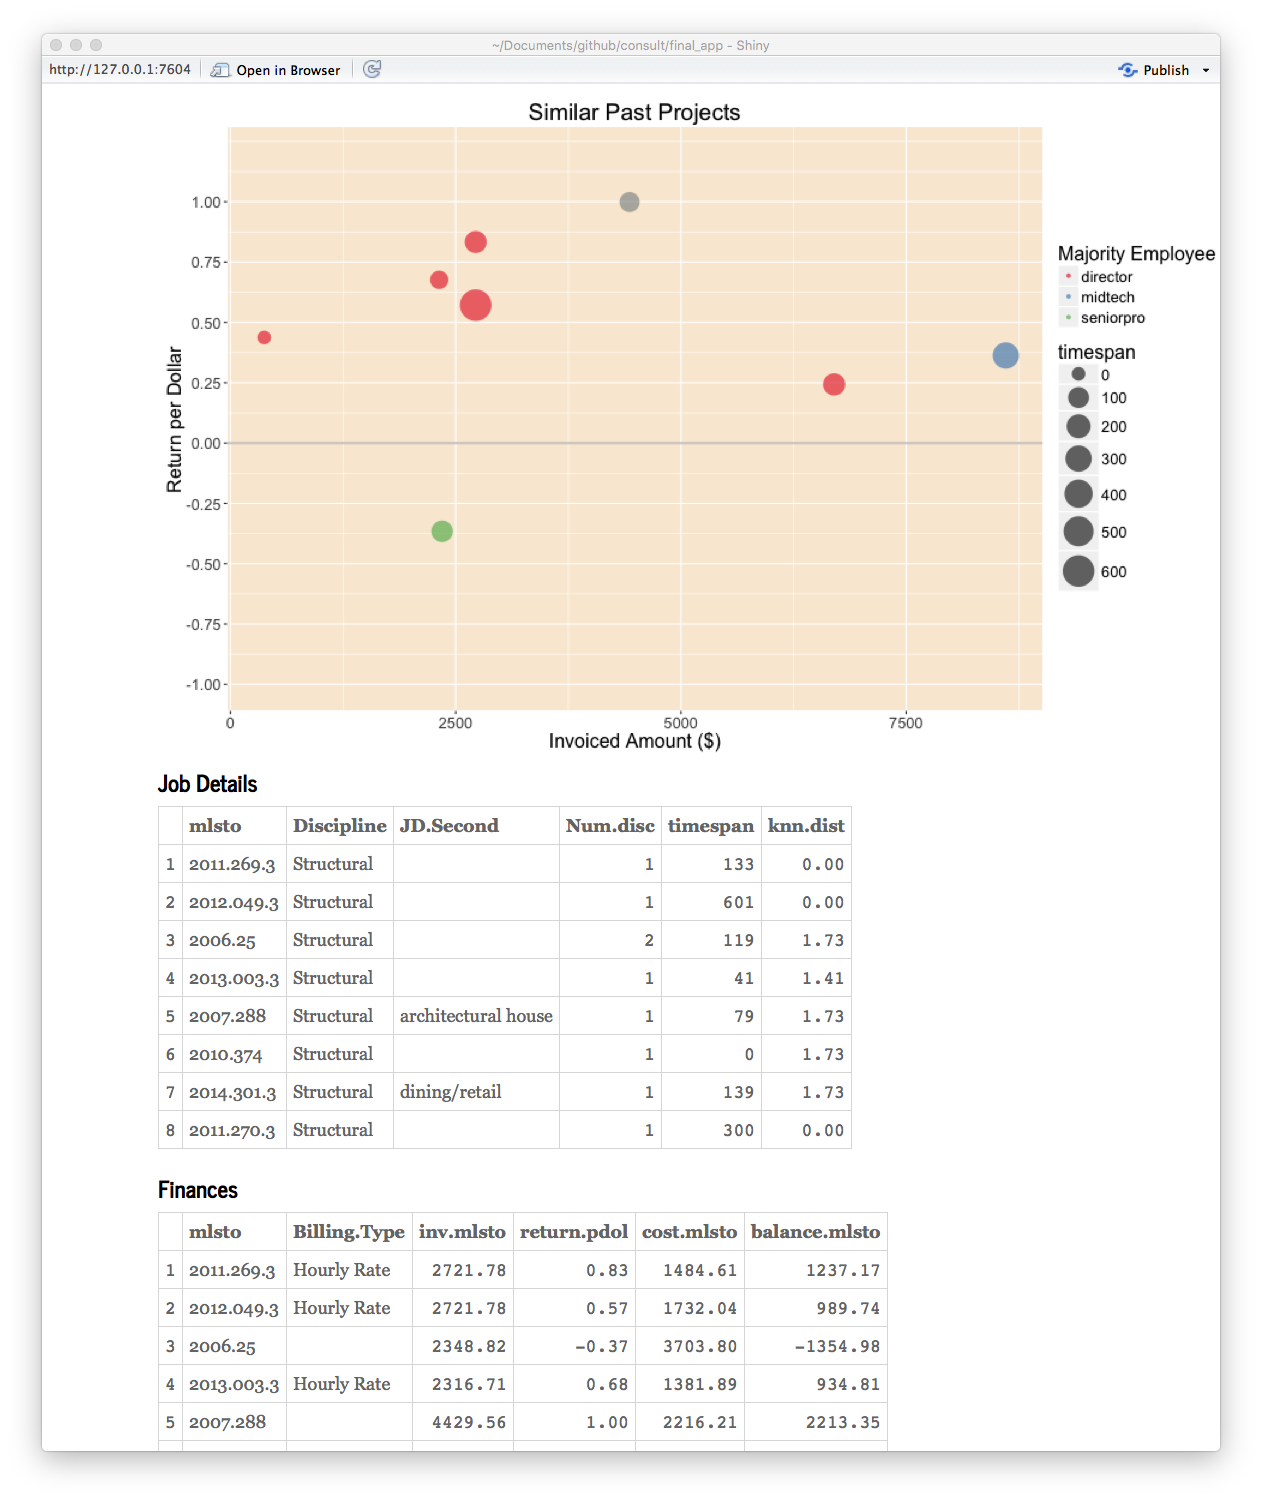 ~/Documents/github/consult/final_app - Shiny
http://127.0.0.1:7604 Open in Browser Publish
Similar Past Projects
Return per Dollar
1.00
0.75
0.50
0.25
0.00
-0.25
-0.50
-0.75
-1.00
0 2500 5000 7500
Invoiced Amount ($)
Majority Employee
director
midtech
seniorpro
timespan
0
100
200
300
400
500
600
Job Details
mlsto Discipline JD.Second Num.disc timespan knn.dist
1 2011.269.3 Structural 1 133 0.00
2 2012.049.3 Structural 1 601 0.00
3 2006.25 Structural 2 119 1.73
4 2013.003.3 Structural 1 41 1.41
5 2007.288 Structural architectural house 1 79 1.73
6 2010.374 Structural 1 0 1.73
7 2014.301.3 Structural dining/retail 1 139 1.73
8 2011.270.3 Structural 1 300 0.00
Finances
mlsto Billing.Type inv.mlsto return.pdol cost.mlsto balance.mlsto
1 2011.269.3 Hourly Rate 2721.78 0.83 1484.61 1237.17
2 2012.049.3 Hourly Rate 2721.78 0.57 1732.04 989.74
3 2006.25 2348.82 -0.37 3703.80 -1354.98
4 2013.003.3 Hourly Rate 2316.71 0.68 1381.89 934.81
5 2007.288 4429.56 1.00 2216.21 2213.35